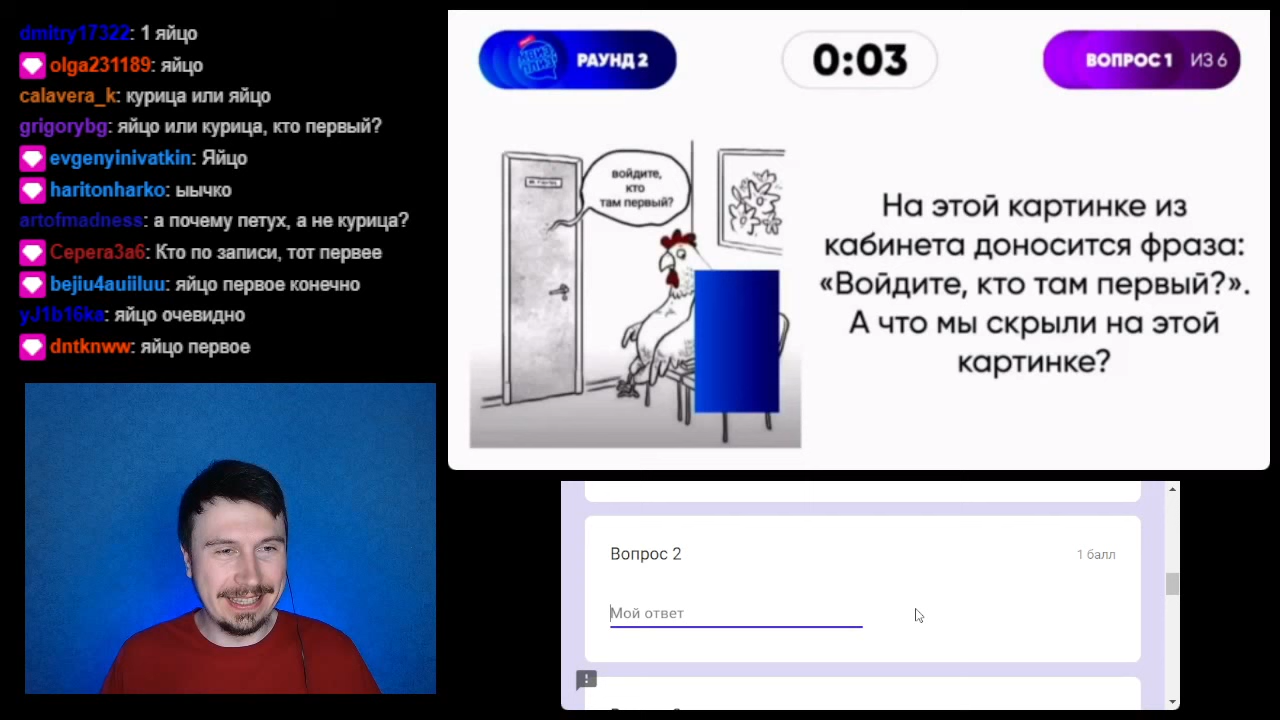 dmitry17322: 1 яйцо
olga231189: яйцо
calavera_k: курица или яйцо
grigorybg: яйцо или курица, кто первый?
evgenyinivatkin: Яйцо
haritonharko: ыычко
artofmadness: а почему петух, а не курица?
Cepera3a6: Кто по записи, тот первее
bejiu4auiiluu: яйцо первое конечно
yJ1b16ka: яйцо очевидно
dntknww: яйцо первое
РАУНД 2
0:03
ВОПРОС 1 ИЗ 6
войдите,
кто
там первый?
На этой картинке из
кабинета доносится фраза:
«Войдите, кто там первый?».
А что мы скрыли на этой
картинке?
Вопрос 2
1 балл
Мой ответ